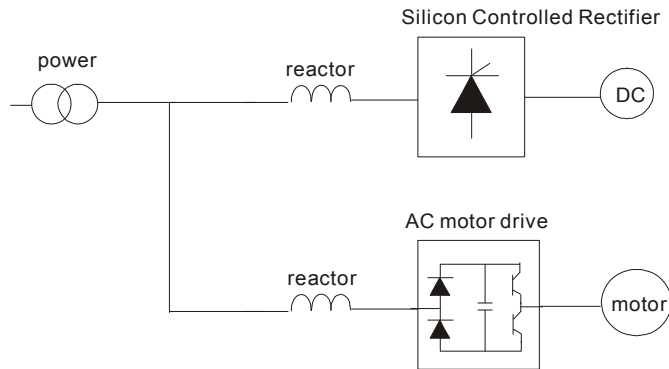 Silicon Controlled Rectifier
power
reactor
DC
AC motor drive
reactor
motor